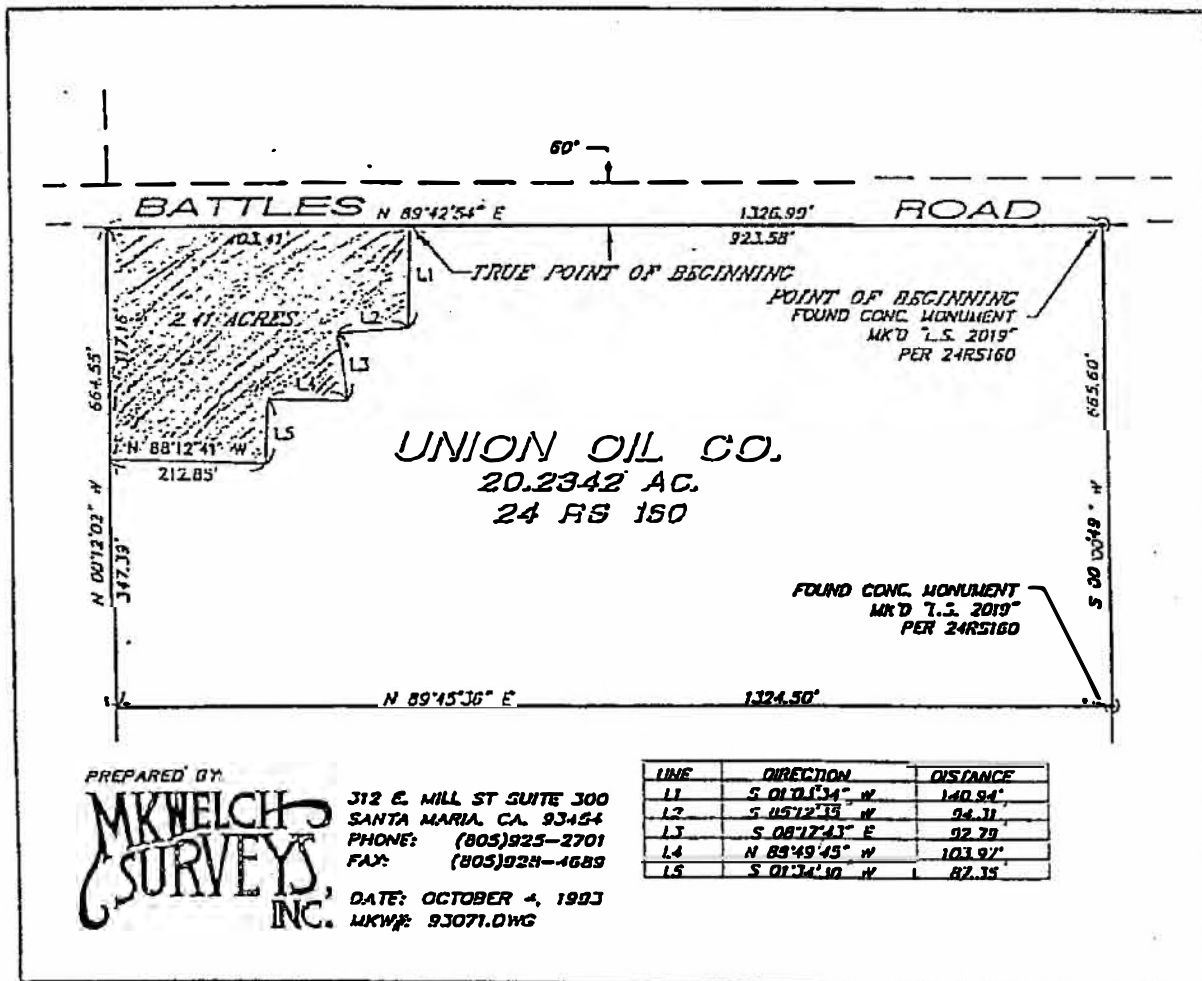 60'
BATTLES N 89°42'54" E 1326.99' ROAD
403.41' 923.58'
L1
TRUE POINT OF BEGINNING
POINT OF BEGINNING
FOUND CONC. MONUMENT
MK'D "L.S. 2019"
PER 24RS160
2.41 ACRES
L2
L3
L4
L5
664.55'
317.16
665.60'
N 88°12'41" W
212.85'
UNION OIL CO.
20.2342 AC.
24 RS 160
N 00°12'02" W
347.39'
S 00°00'49" W
FOUND CONC. MONUMENT
MK'D "L.S. 2019"
PER 24RS160
N 89°45'36" E 1324.50'
PREPARED BY:
MKWELCH
SURVEYS,
INC.
312 E. MILL ST SUITE 300
SANTA MARIA, CA. 93454
PHONE: (805)925-2701
FAX: (805)928-4689
DATE: OCTOBER 4, 1993
MKW#: 93071.DWG
LINE DIRECTION DISTANCE
L1 S 01°03'34" W 140.94'
L2 W 94.31
L3 S 08°12'43" E 92.79
L4 N 89°49'45" W 103.97'
L5 S 01°34'30" W 87.35